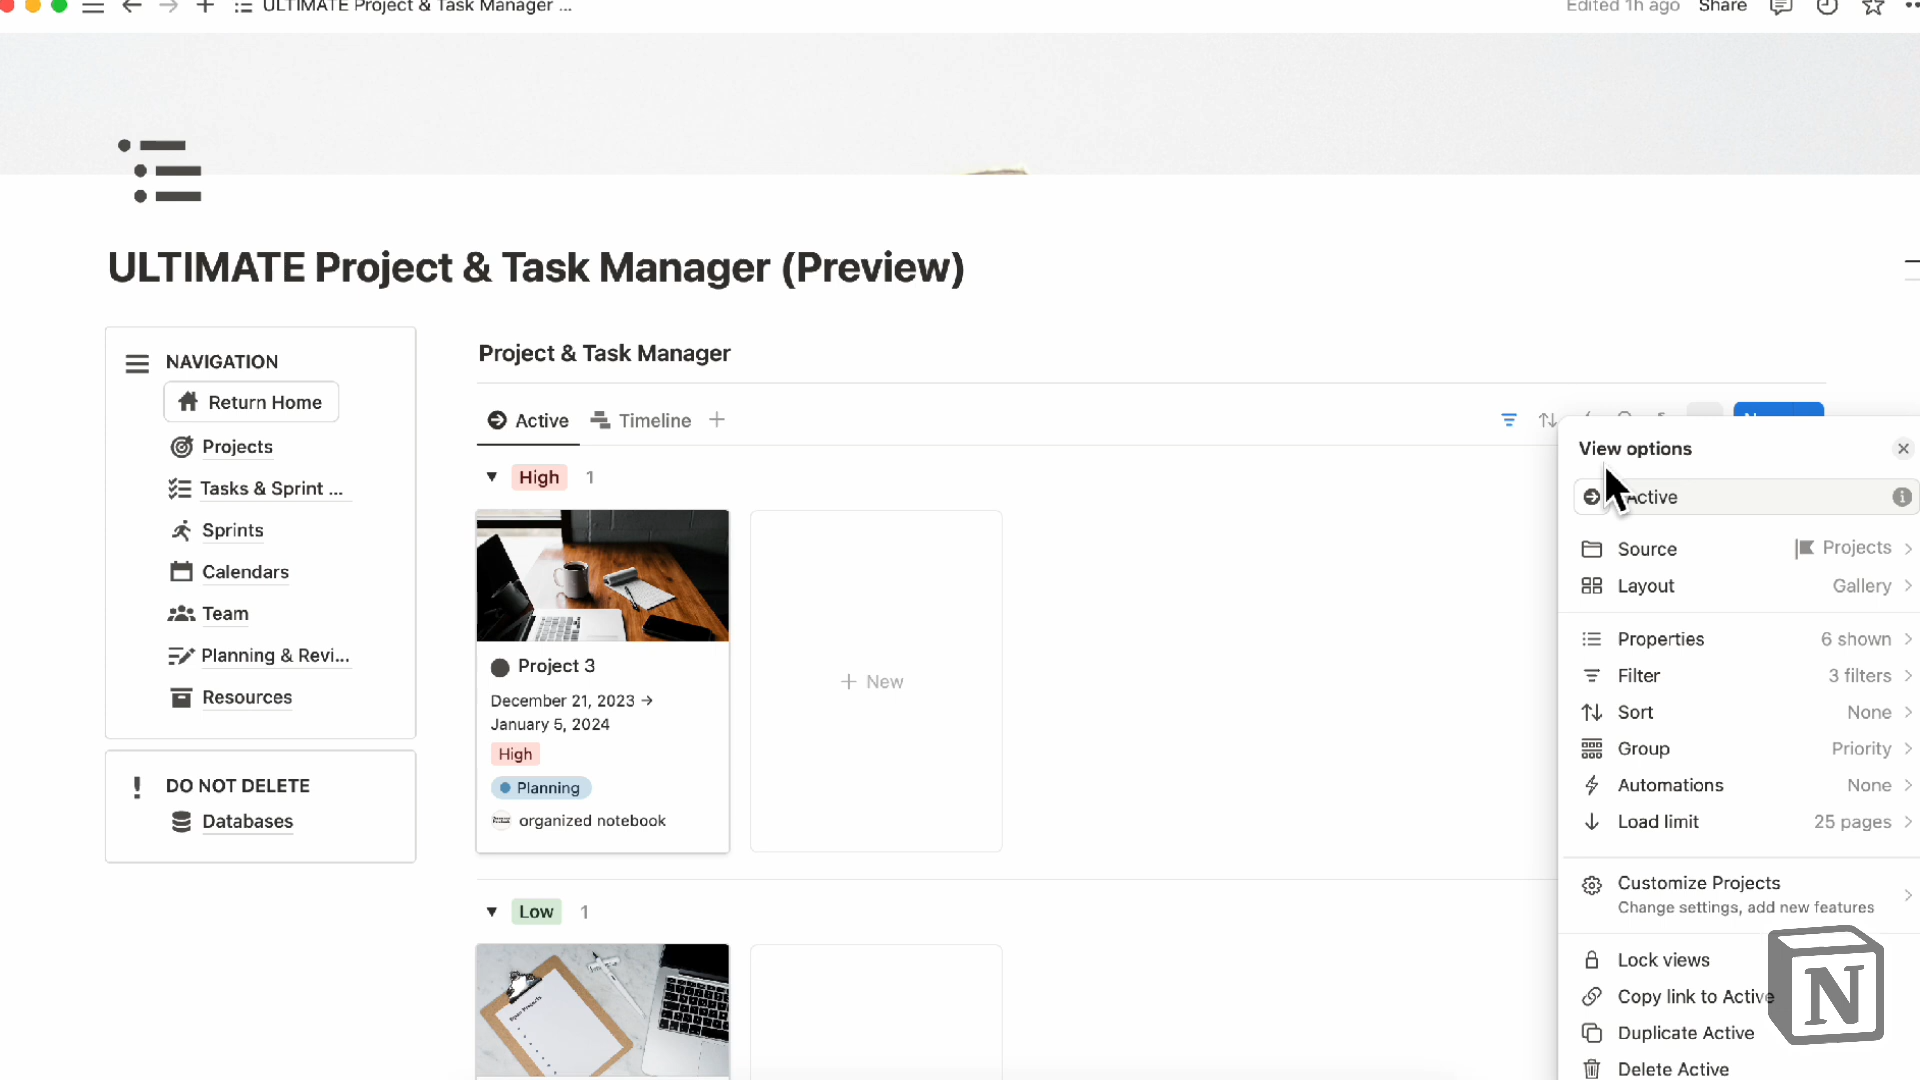 ULTIMATE Project & Task Manager ...
Edited 1h ago Share
ULTIMATE Project & Task Manager (Preview)
NAVIGATION
Return Home
Projects
Tasks & Sprint ...
Sprints
Calendars
Team
Planning & Revi...
Resources
DO NOT DELETE
Databases
Project & Task Manager
Active Timeline
High 1
Project 3
December 21, 2023 →
January 5, 2024
High
Planning
organized notebook
+ New
Low 1
View options
Active
Source Projects
Layout Gallery
Properties 6 shown
Filter 3 filters
Sort None
Group Priority
Automations None
Load limit 25 pages
Customize Projects
Change settings, add new features
Lock views
Copy link to Active
Duplicate Active
Delete Active
N